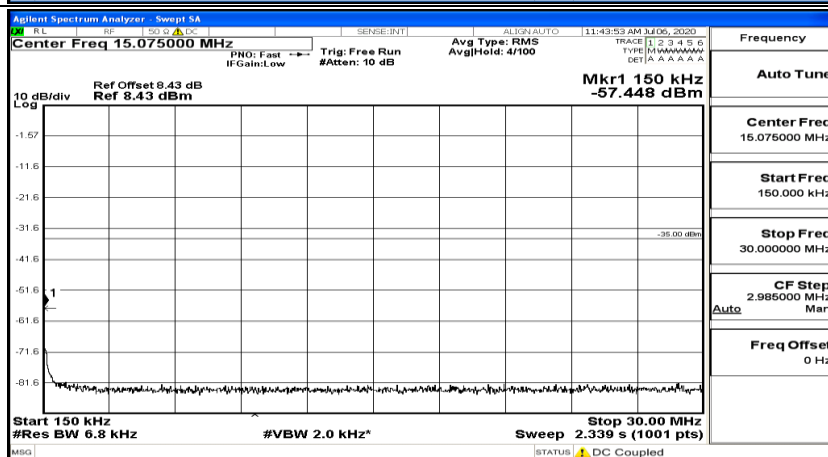 Agilent Spectrum Analyzer - Swept SA
RL RF 50 Ω DC SENSE:INT ALIGN AUTO 11:43:53 AM Jul 06, 2020
Center Freq 15.075000 MHz
PNO: Fast
IFGain:Low
Trig: Free Run
#Atten: 10 dB
Avg Type: RMS
Avg|Hold: 4/100
TRACE 1 2 3 4 5 6
TYPE M
DET A A A A A A
Ref Offset 8.43 dB
10 dB/div Ref 8.43 dBm
Log
Mkr1 150 kHz
-57.448 dBm
-1.57
-11.6
-21.6
-31.6
-35.00 dBm
-41.6
-51.6
1
-61.6
-71.6
-81.6
Start 150 kHz Stop 30.00 MHz
#Res BW 6.8 kHz #VBW 2.0 kHz* Sweep 2.339 s (1001 pts)
MSG STATUS DC Coupled
Frequency
Auto Tune
Center Freq
15.075000 MHz
Start Freq
150.000 kHz
Stop Freq
30.000000 MHz
CF Step
2.985000 MHz
Auto Man
Freq Offset
0 Hz